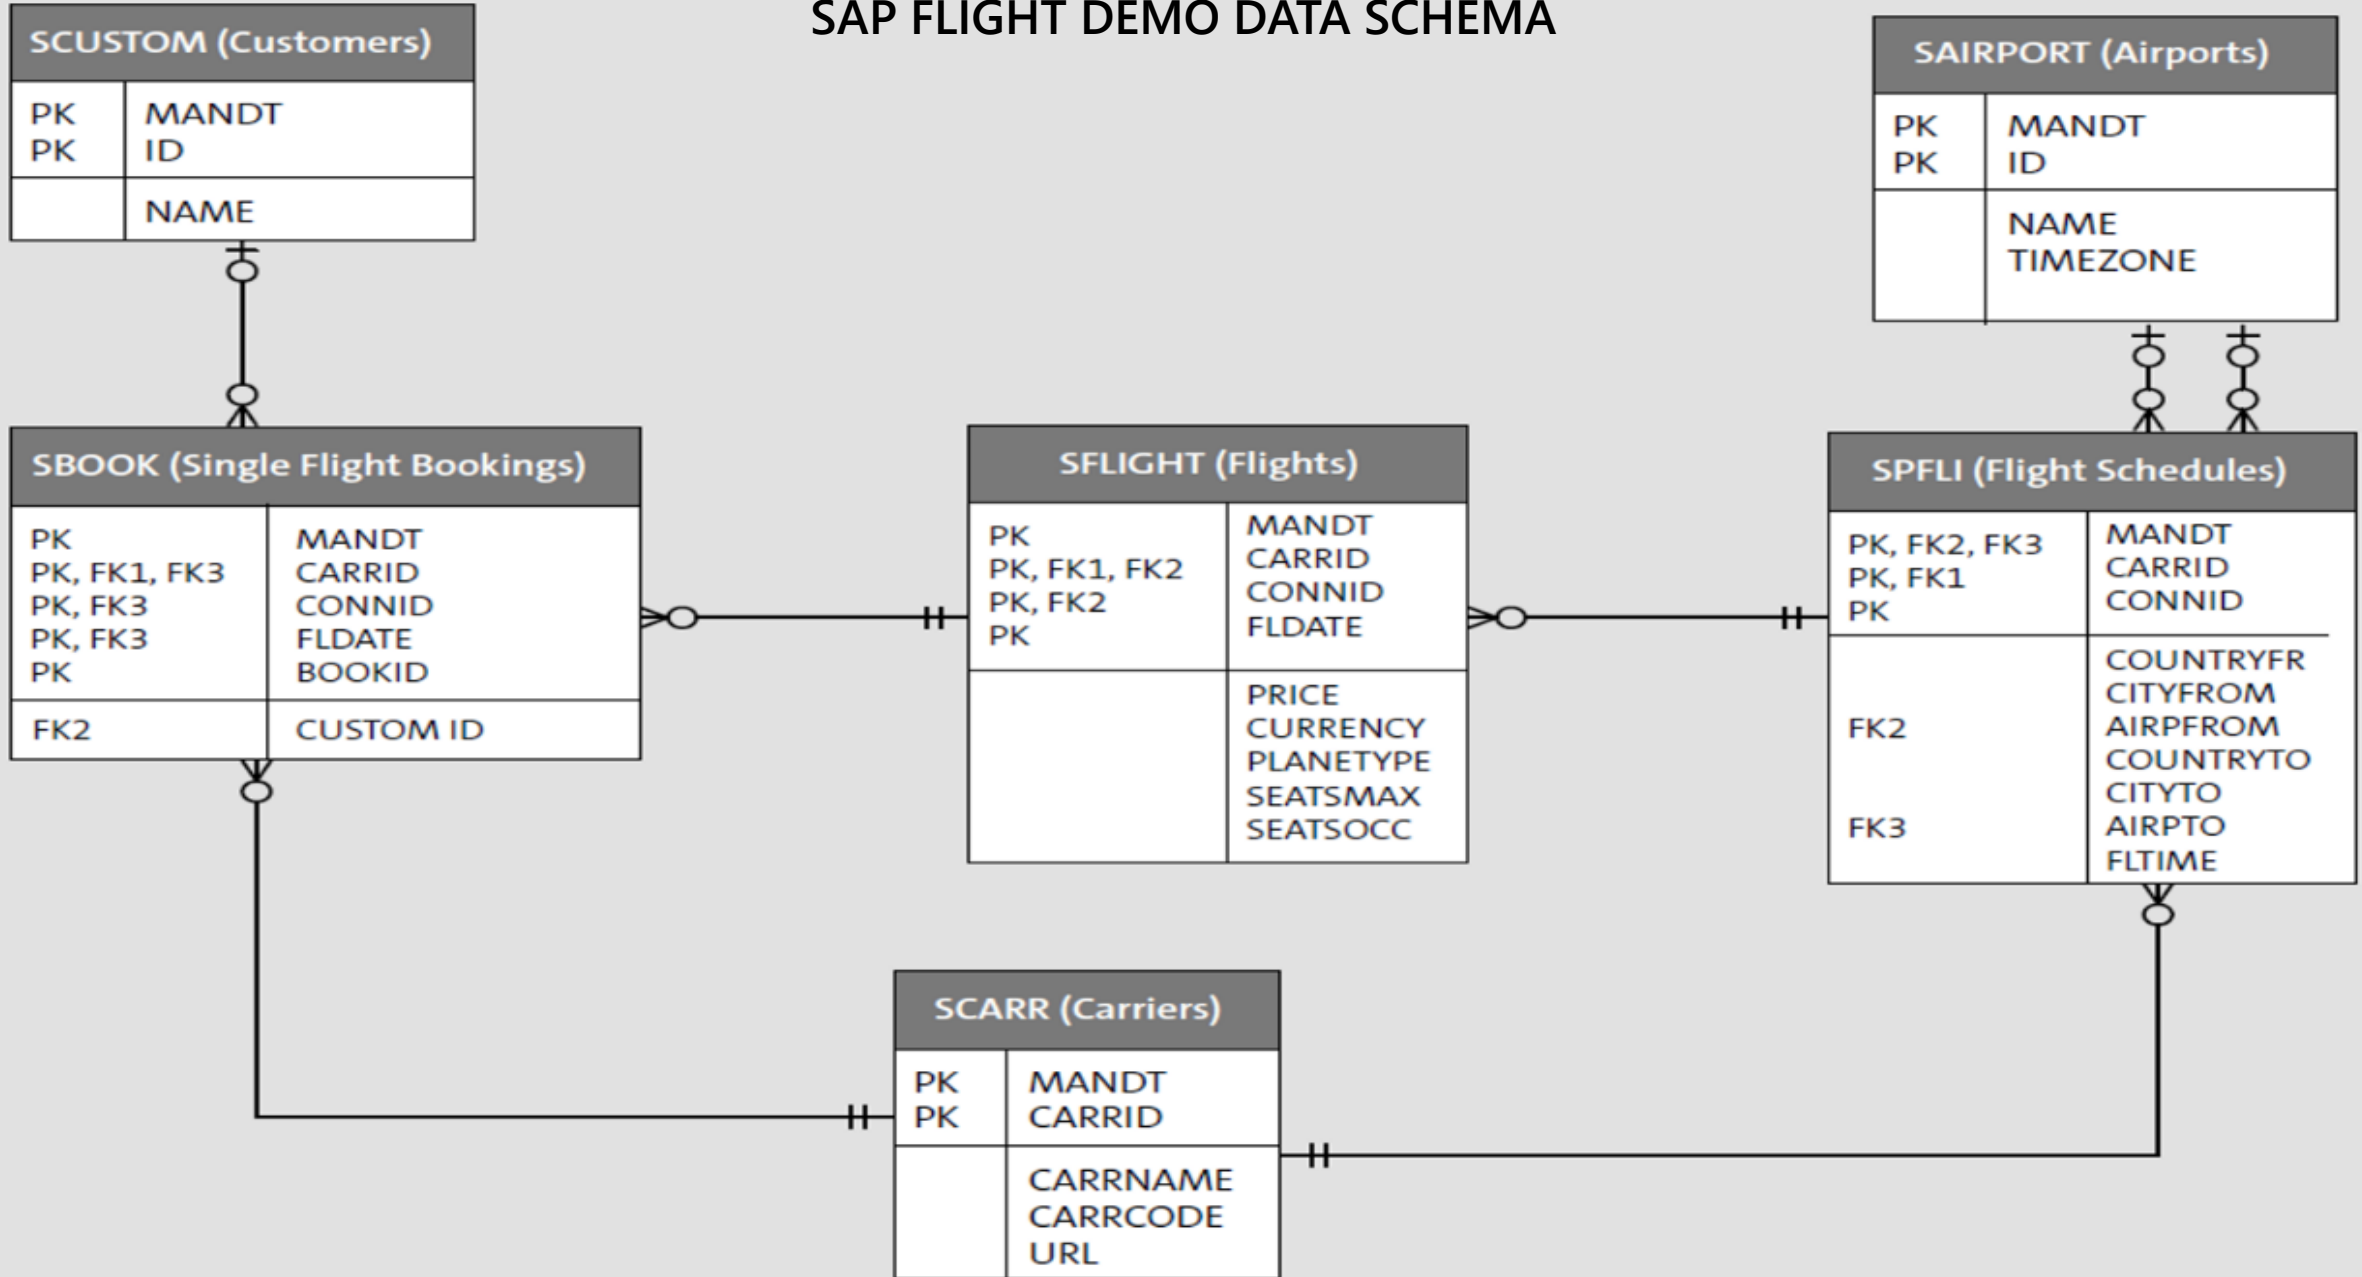 SAP FLIGHT DEMO DATA SCHEMA
SCUSTOM (Customers)
PK MANDT
PK ID
NAME
SAIRPORT (Airports)
PK MANDT
PK ID
NAME
TIMEZONE
SBOOK (Single Flight Bookings)
PK MANDT
PK, FK1, FK3 CARRID
PK, FK3 CONNID
PK, FK3 FLDATE
PK BOOKID
FK2 CUSTOM ID
SFLIGHT (Flights)
PK MANDT
PK, FK1, FK2 CARRID
PK, FK2 CONNID
PK FLDATE
PRICE
CURRENCY
PLANETYPE
SEATSMAX
SEATSOCC
SPFLI (Flight Schedules)
PK, FK2, FK3 MANDT
PK, FK1 CARRID
PK CONNID
COUNTRYFR
CITYFROM
FK2 AIRPFROM
COUNTRYTO
CITYTO
FK3 AIRPTO
FLTIME
SCARR (Carriers)
PK MANDT
PK CARRID
CARRNAME
CARRCODE
URL